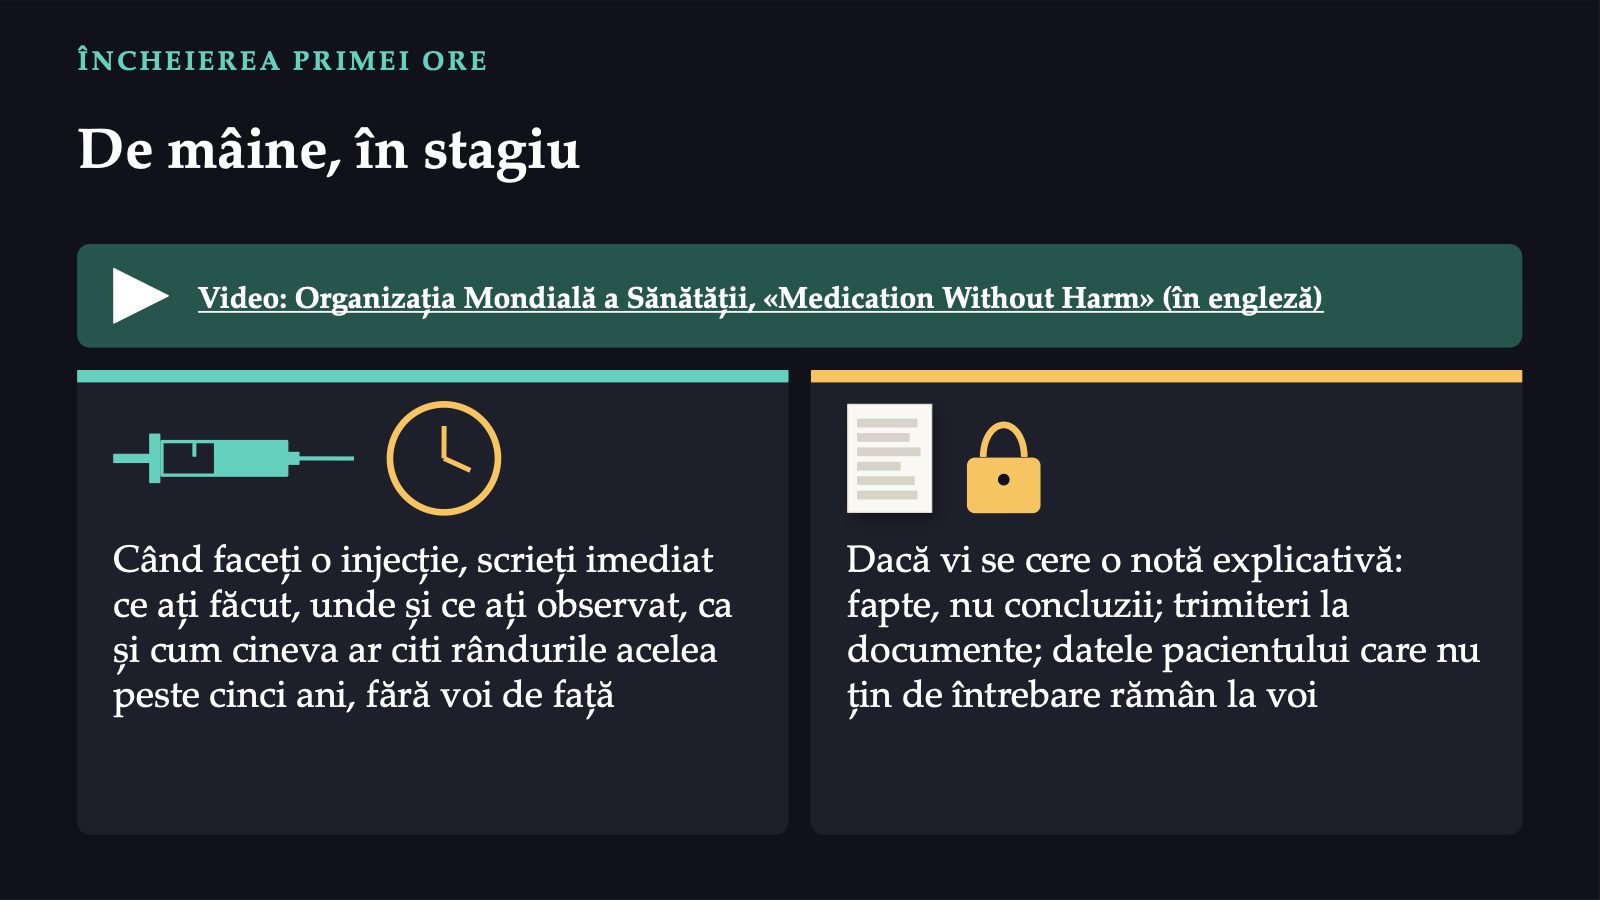 ÎNCHEIEREA PRIMEI ORE
De mâine, în stagiu
Video: Organizația Mondială a Sănătății, «Medication Without Harm» (în engleză)
Când faceți o injecție, scrieți imediat
ce ați făcut, unde și ce ați observat, ca
și cum cineva ar citi rândurile acelea
peste cinci ani, fără voi de față
Dacă vi se cere o notă explicativă:
fapte, nu concluzii; trimiteri la
documente; datele pacientului care nu
țin de întrebare rămân la voi